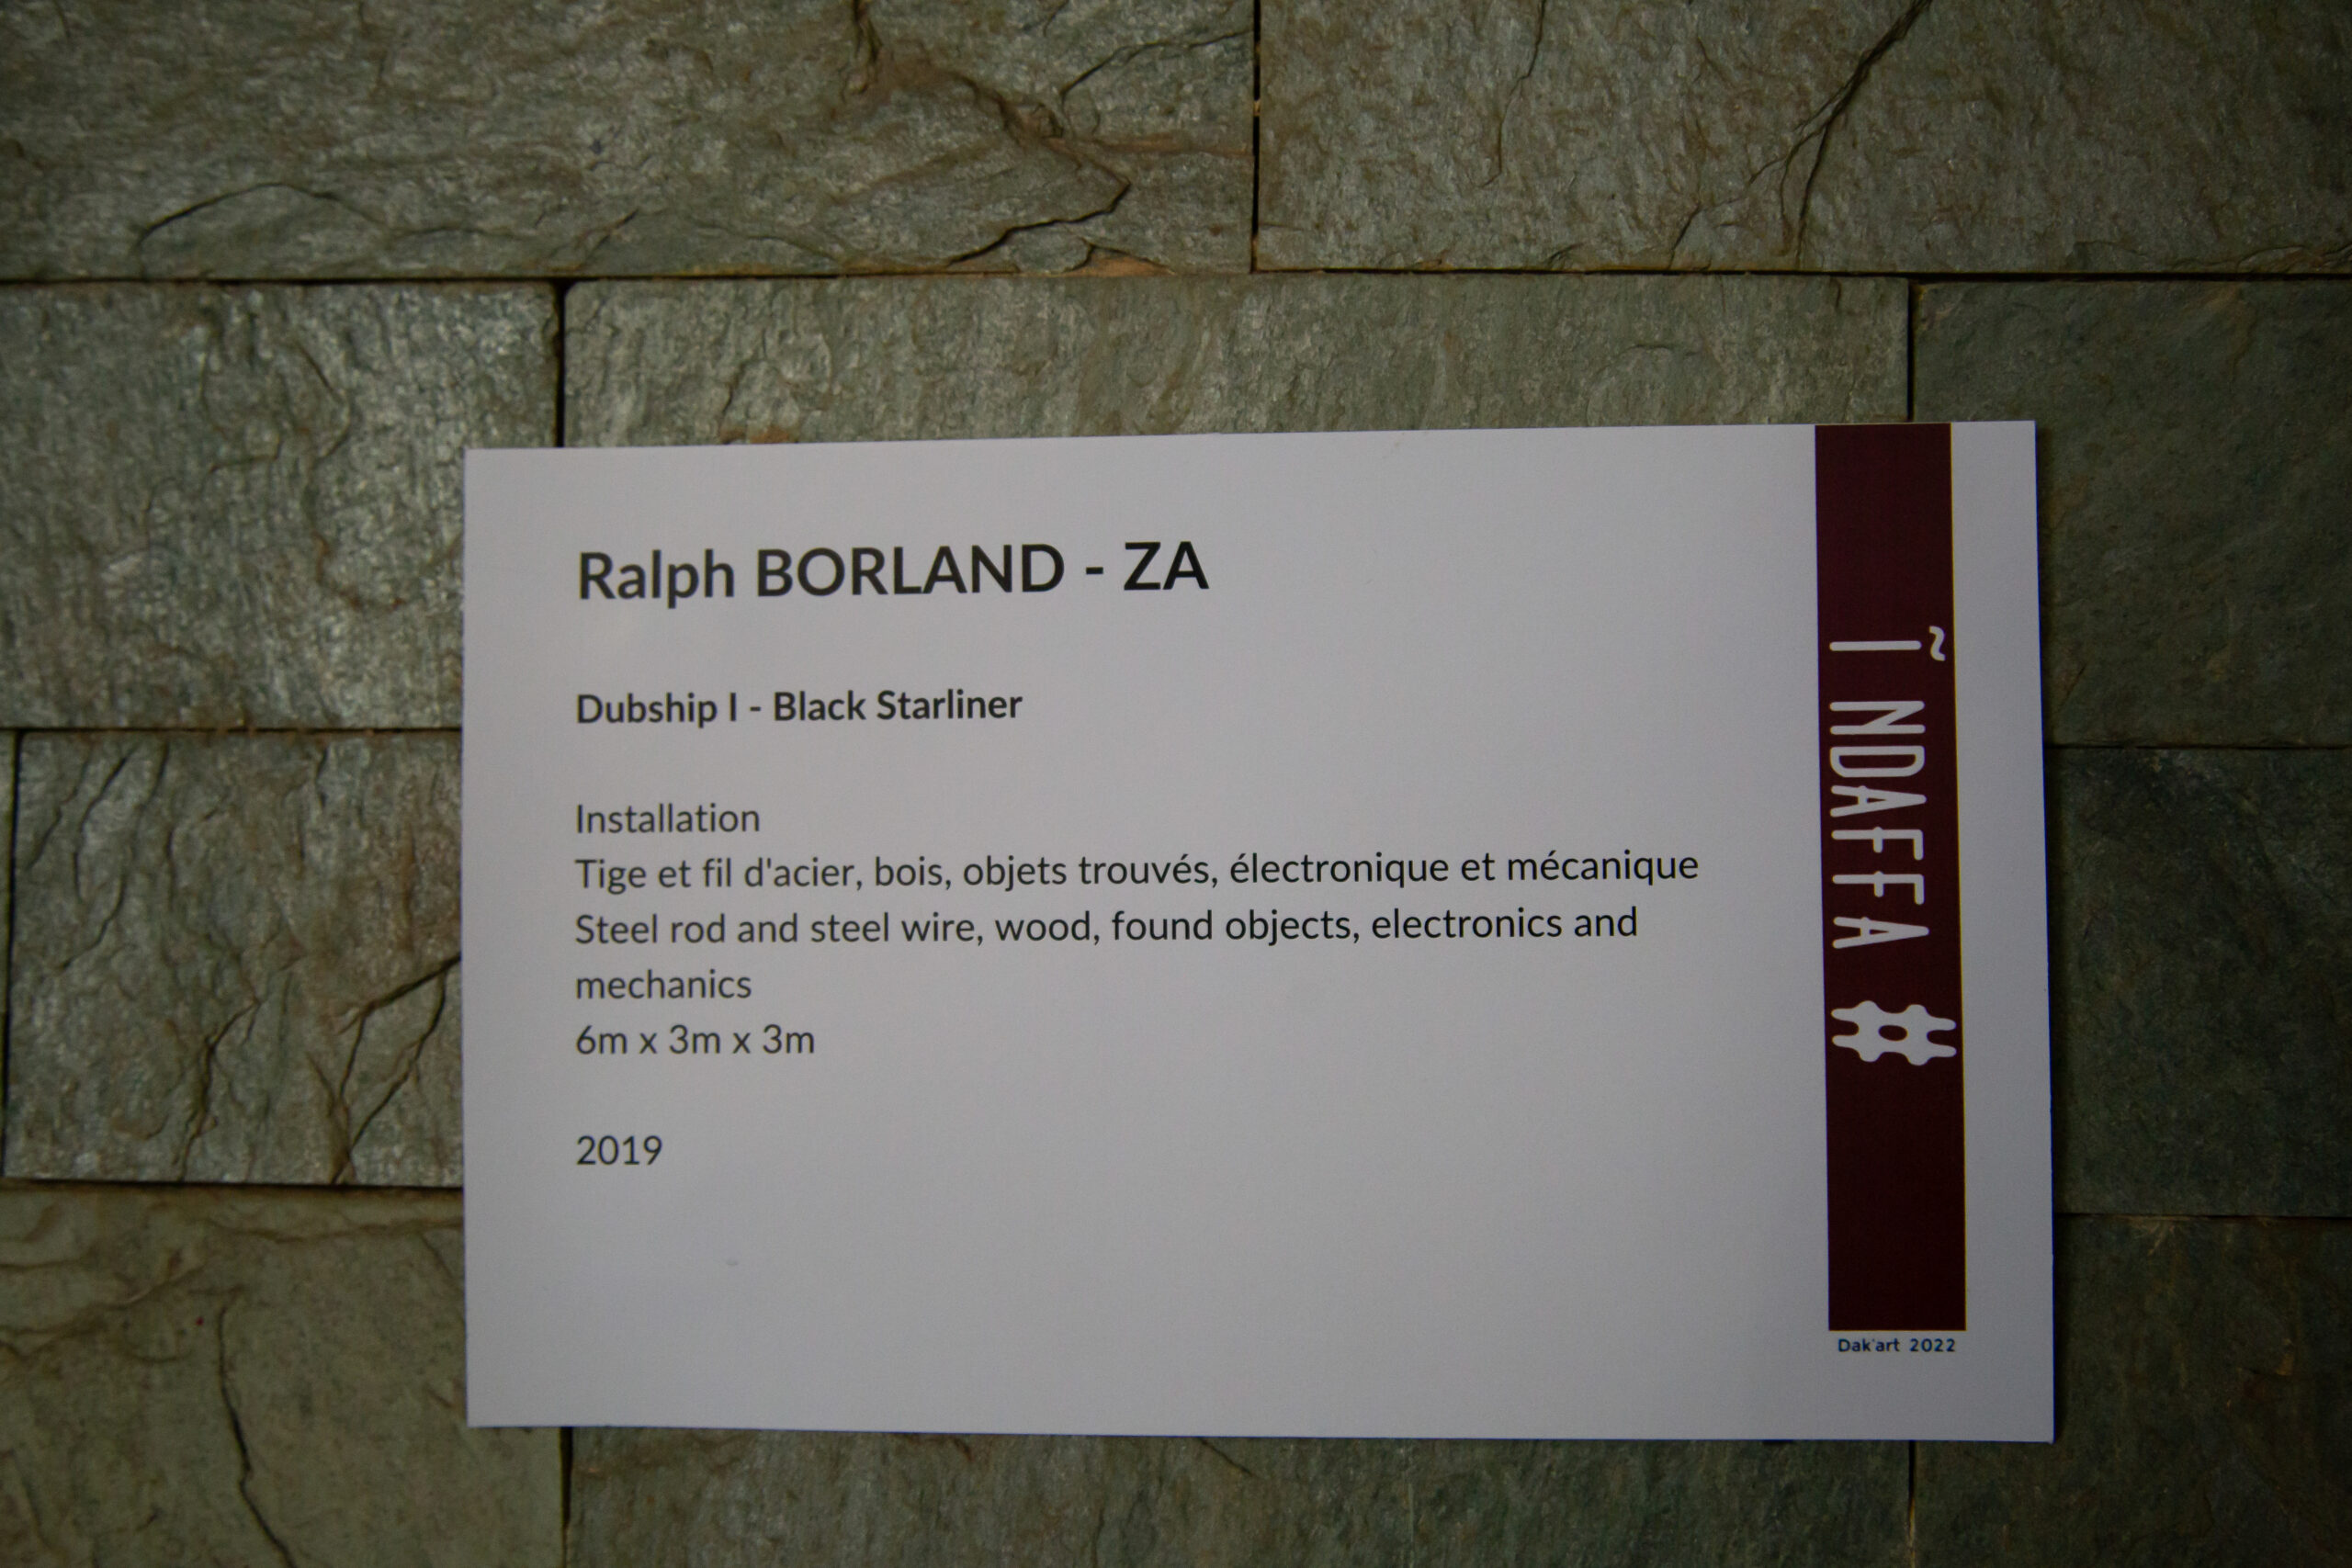 Ralph BORLAND - ZA
Dubship I - Black Starliner
Installation
Tige et fil d'acier, bois, objets trouvés, électronique et mécanique
Steel rod and steel wire, wood, found objects, electronics and
mechanics
6m x 3m x 3m
2019
Ĩ NDAFFA #
Dak'art 2022